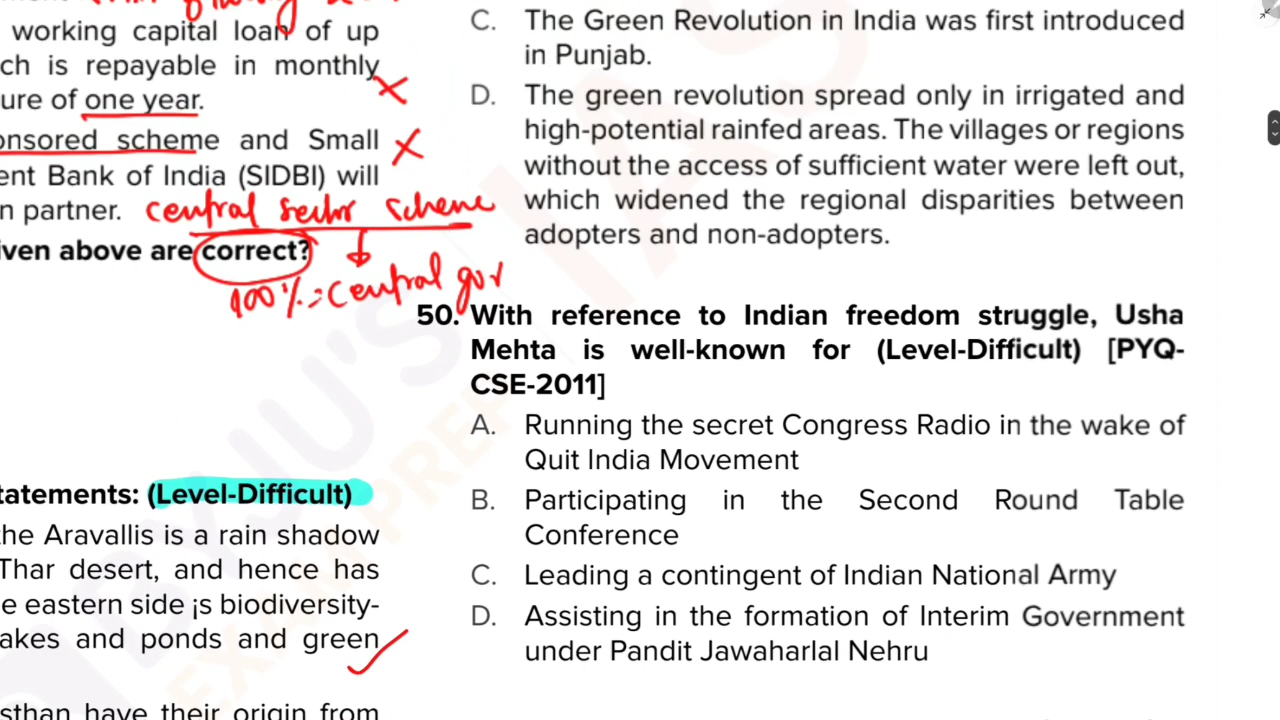 working capital loan of up
ch is repayable in monthly
ure of one year.
onsored scheme and Small
ent Bank of India (SIDBI) will
n partner. central sector scheme
iven above are correct?
100% = central gov
tatements: (Level-Difficult)
he Aravallis is a rain shadow
Thar desert, and hence has
e eastern side is biodiversity-
akes and ponds and green
sthan have their origin from
C. The Green Revolution in India was first introduced
in Punjab.
D. The green revolution spread only in irrigated and
high-potential rainfed areas. The villages or regions
without the access of sufficient water were left out,
which widened the regional disparities between
adopters and non-adopters.
50. With reference to Indian freedom struggle, Usha
Mehta is well-known for (Level-Difficult) [PYQ-
CSE-2011]
A. Running the secret Congress Radio in the wake of
Quit India Movement
B. Participating in the Second Round Table
Conference
C. Leading a contingent of Indian National Army
D. Assisting in the formation of Interim Government
under Pandit Jawaharlal Nehru